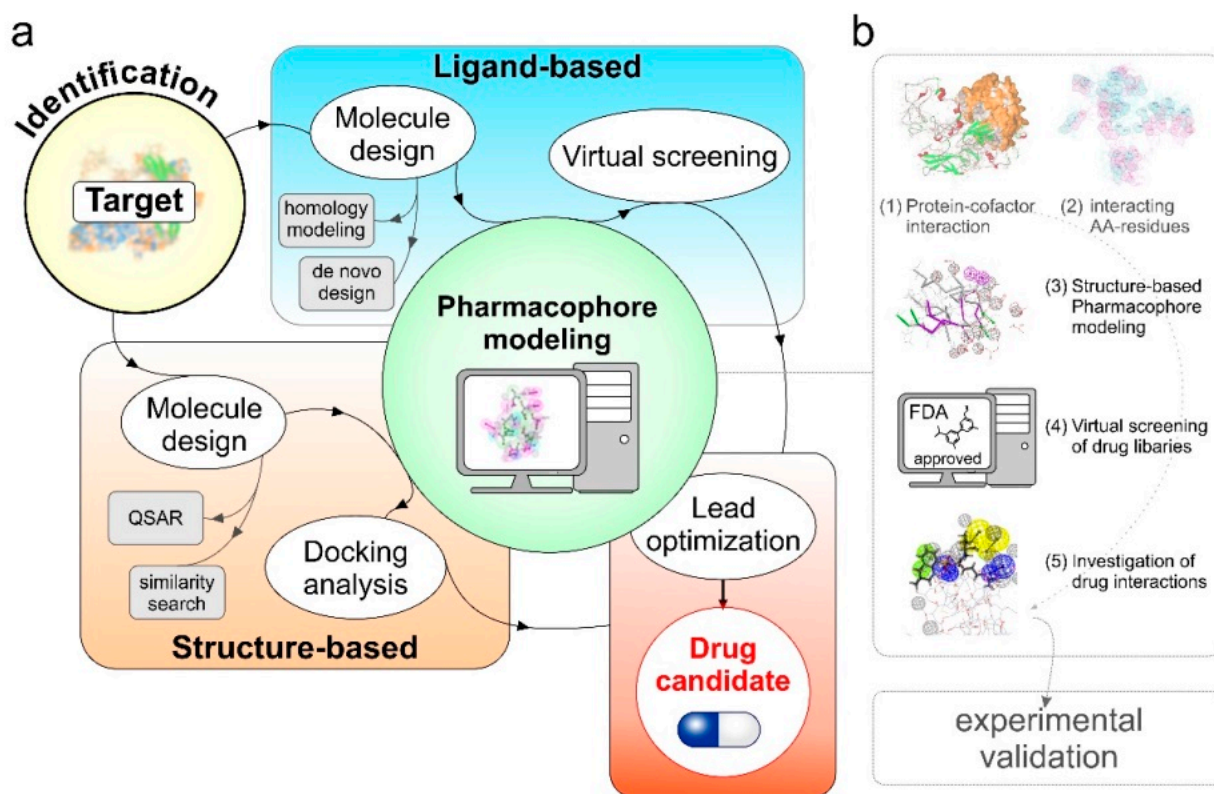 a
Identification
Target
Ligand-based
Molecule
design
homology
modeling
de novo
design
Virtual screening
Pharmacophore
modeling
Molecule
design
QSAR
similarity
search
Docking
analysis
Structure-based
Lead
optimization
Drug
candidate
b
(1) Protein-cofactor
interaction
(2) interacting
AA-residues
(3) Structure-based
Pharmacophore
modeling
FDA
approved
(4) Virtual screening
of drug libaries
(5) Investigation of
drug interactions
experimental
validation